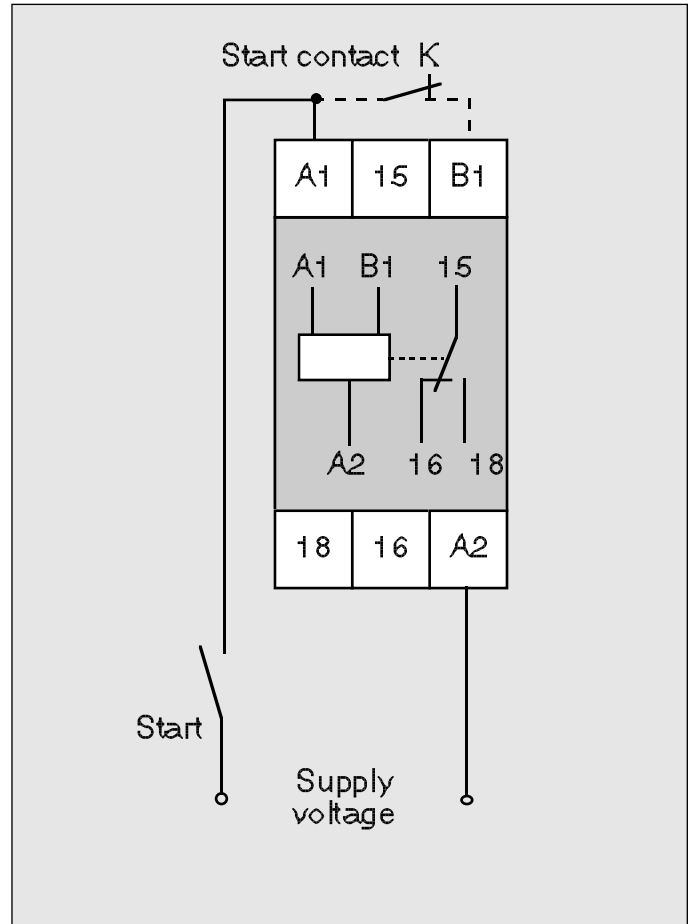 Start contact K
A1 15 B1
A1 B1 15
A2 16 18
18 16 A2
Start
Supply
voltage